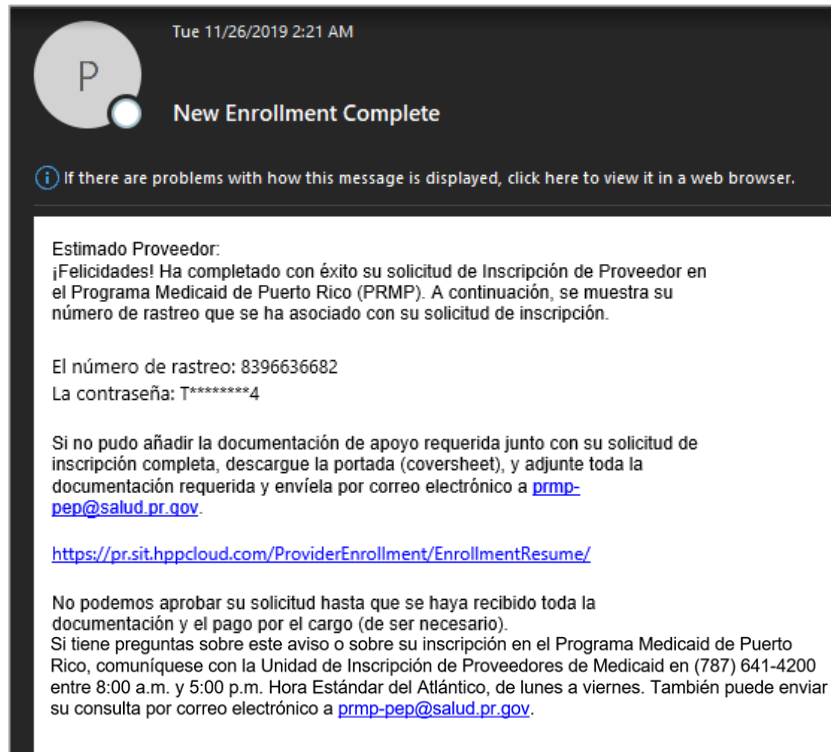 Tue 11/26/2019 2:21 AM
P
New Enrollment Complete
If there are problems with how this message is displayed, click here to view it in a web browser.
Estimado Proveedor:
¡Felicidades! Ha completado con éxito su solicitud de Inscripción de Proveedor en
el Programa Medicaid de Puerto Rico (PRMP). A continuación, se muestra su
número de rastreo que se ha asociado con su solicitud de inscripción.
El número de rastreo: 8396636682
La contraseña: T********4
Si no pudo añadir la documentación de apoyo requerida junto con su solicitud de
inscripción completa, descargue la portada (coversheet), y adjunte toda la
documentación requerida y envíela por correo electrónico a prmp-
pep@salud.pr.gov.
https://pr.sit.hppcloud.com/ProviderEnrollment/EnrollmentResume/
No podemos aprobar su solicitud hasta que se haya recibido toda la
documentación y el pago por el cargo (de ser necesario).
Si tiene preguntas sobre este aviso o sobre su inscripción en el Programa Medicaid de Puerto
Rico, comuníquese con la Unidad de Inscripción de Proveedores de Medicaid en (787) 641-4200
entre 8:00 a.m. y 5:00 p.m. Hora Estándar del Atlántico, de lunes a viernes. También puede enviar
su consulta por correo electrónico a prmp-pep@salud.pr.gov.